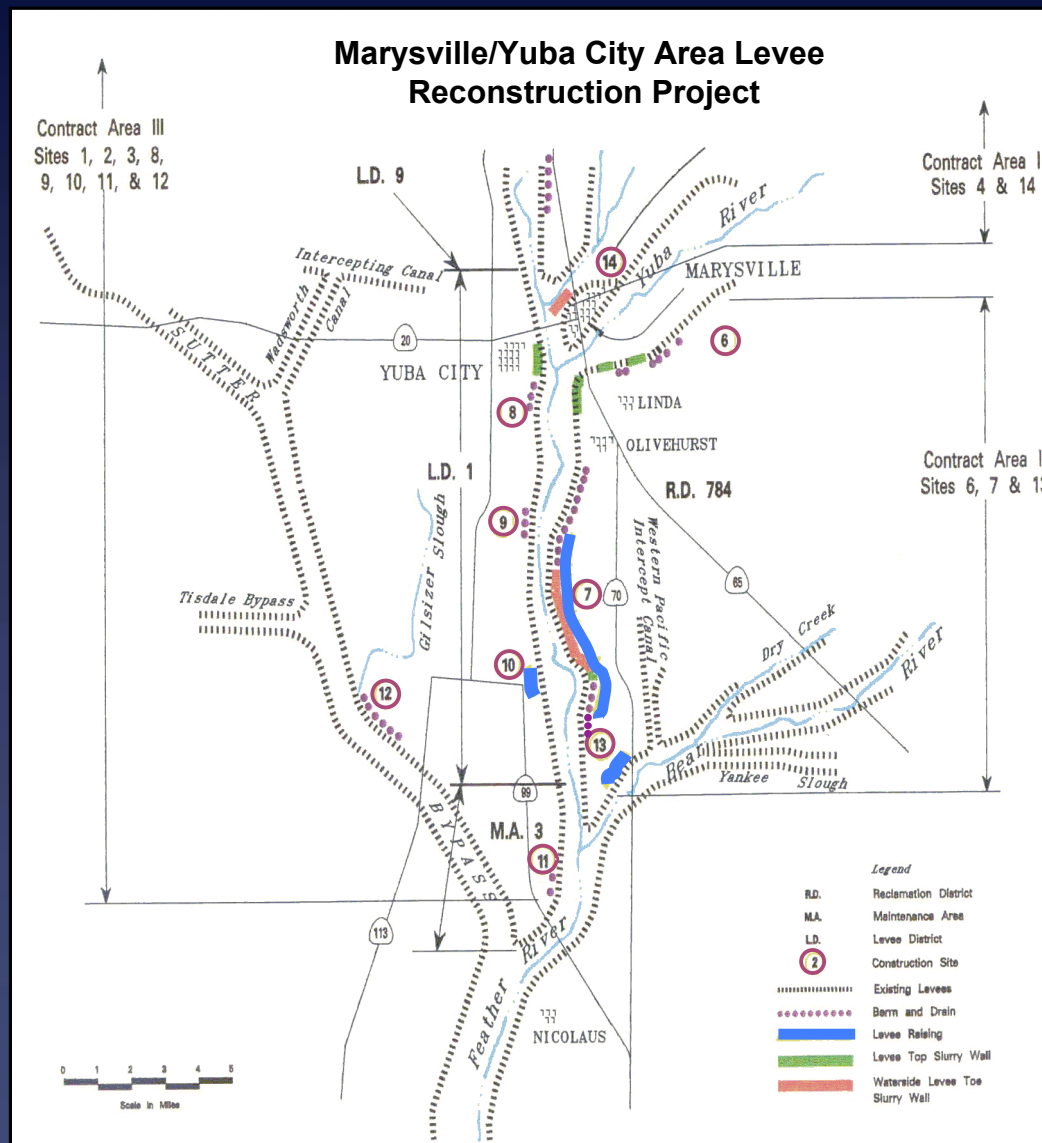 Marysville/Yuba City Area Levee
Reconstruction Project
Contract Area III
Sites 1, 2, 3, 8,
9, 10, 11, & 12
L.D. 9
Contract Area I
Sites 4 & 14
River
Yuba
14
MARYSVILLE
Intercepting Canal
Wadsworth
Canal
SUTTER
20
YUBA CITY
6
8
LINDA
OLIVEHURST
L.D. 1
R.D. 784
Contract Area I
Sites 6, 7 & 13
9
Gilsizer Slough
Western Pacific
Intercept Canal
65
7
70
Tisdale Bypass
Dry Creek
10
River
12
13
Bear
Yankee Slough
99
BYPASS
M.A. 3
11
113
River
Feather
NICOLAUS
Legend
R.D. Reclamation District
M.A. Maintenance Area
L.D. Levee District
2 Construction Site
Existing Levees
Berm and Drain
Levee Raising
Levee Top Slurry Wall
Waterside Levee Toe
Slurry Wall
0 1 2 3 4 5
Scale in Miles